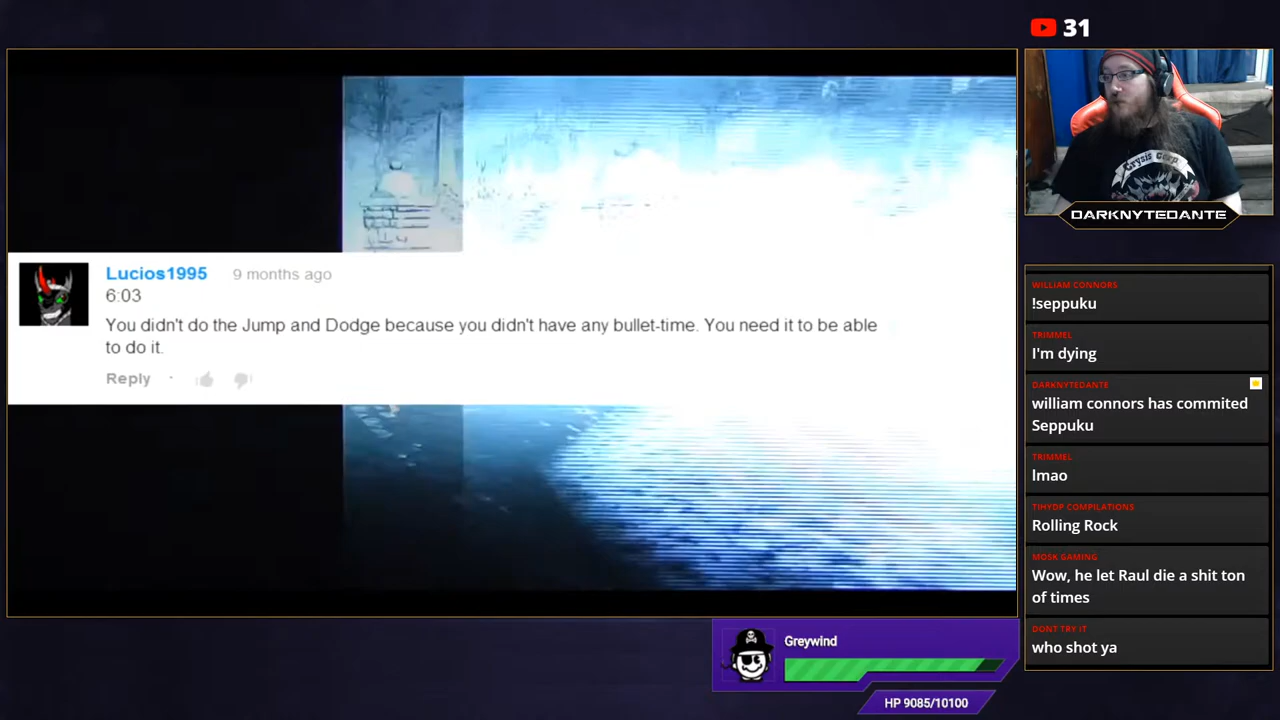 31
Crysis Core
DARKNYTEDANTE
Lucios1995 9 months ago
6:03
You didn't do the Jump and Dodge because you didn't have any bullet-time. You need it to be able
to do it.
Reply
WILLIAM CONNORS
!seppuku
TRIMMEL
I'm dying
DARKNYTEDANTE
william connors has commited
Seppuku
TRIMMEL
lmao
TIHYDP COMPILATIONS
Rolling Rock
MOSK GAMING
Wow, he let Raul die a shit ton
of times
DONT TRY IT
who shot ya
Greywind
HP 9085/10100